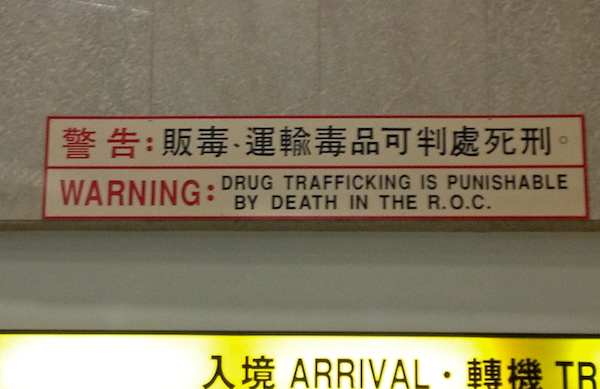 警告:販毒、運輸毒品可判處死刑。
WARNING: DRUG TRAFFICKING IS PUNISHABLE
BY DEATH IN THE R.O.C.
入境 ARRIVAL · 轉機 TR